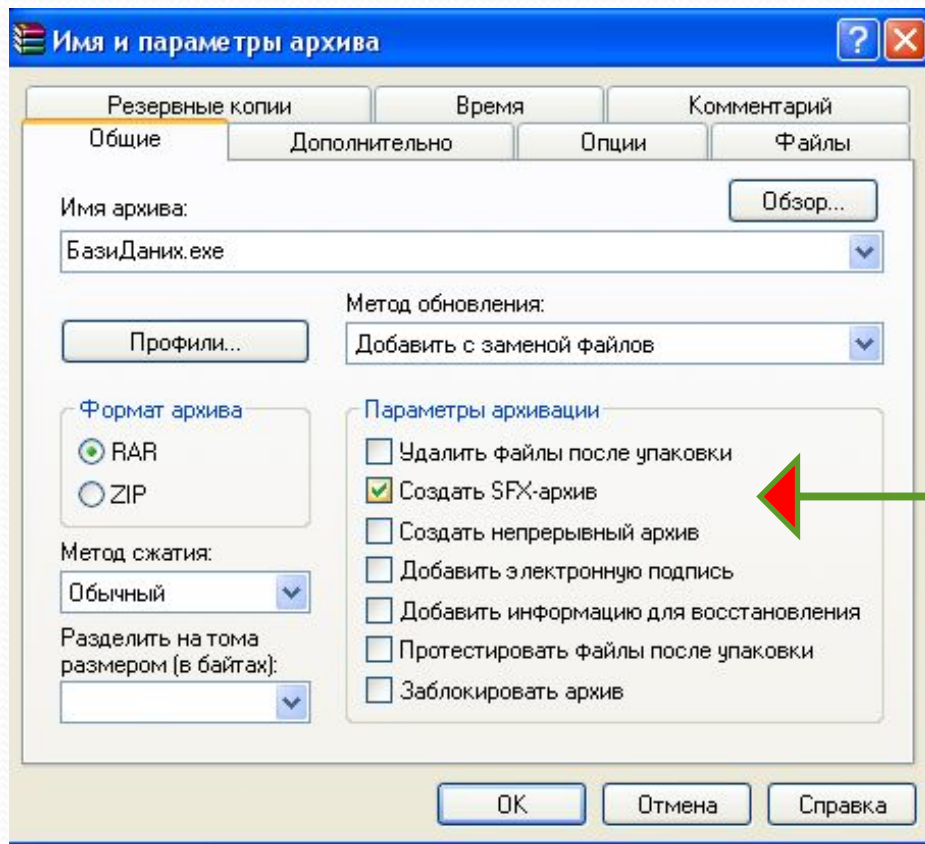 Имя и параметры архива
Резервные копии Время Комментарий
Общие Дополнительно Опции Файлы
Имя архива:
Обзор...
БазиДаних.exe
Метод обновления:
Профили...
Добавить с заменой файлов
Формат архива
RAR
ZIP
Метод сжатия:
Обычный
Разделить на тома
размером (в байтах):
Параметры архивации
Удалить файлы после упаковки
Создать SFX-архив
Создать непрерывный архив
Добавить электронную подпись
Добавить информацию для восстановления
Протестировать файлы после упаковки
Заблокировать архив
OK Отмена Справка